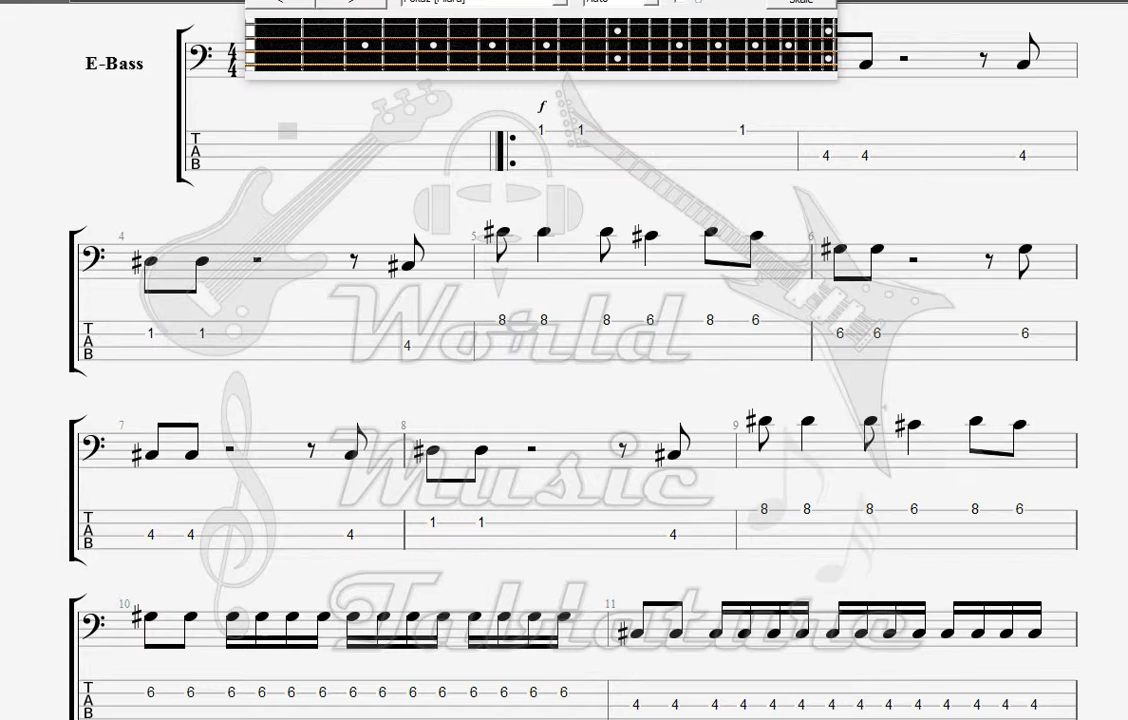 E-Bass
4
4
f
T
A
B
1 1 1
4 4 4
4 5 6
T
A
B
8 8 8 6 8 6
1 1 6 6 6
4
7 8 9
T
A
B
8 8 8 6 8 6
1 1
4 4 4 4
10 11
T
A
B
6 6 6 6 6 6 6 6 6 6 6 6 6 6
4 4 4 4 4 4 4 4 4 4 4 4 4 4
World
Music
Tablature